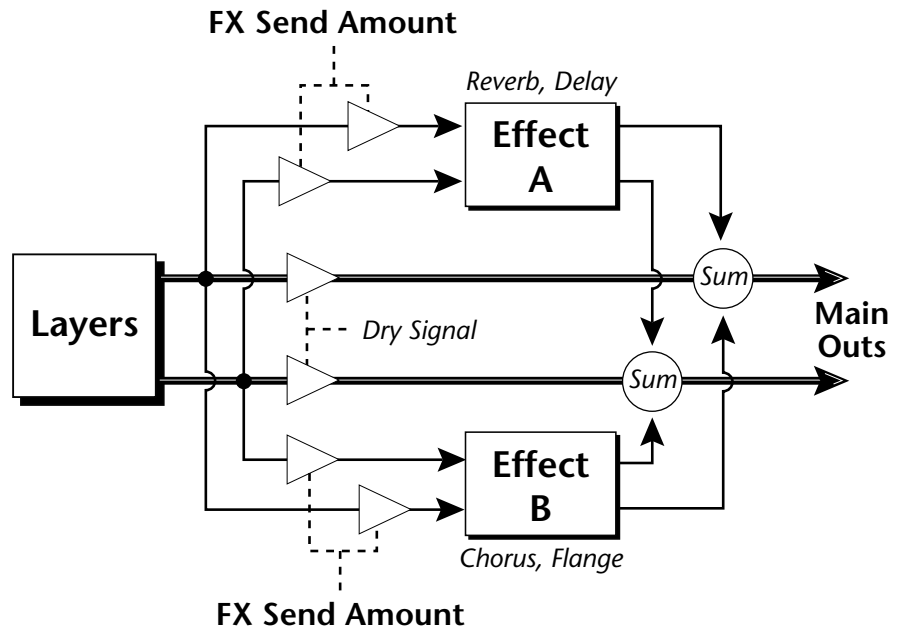 FX Send Amount
Reverb, Delay
Effect
A
Layers
Sum
Main
Outs
Dry Signal
Sum
Effect
B
Chorus, Flange
FX Send Amount